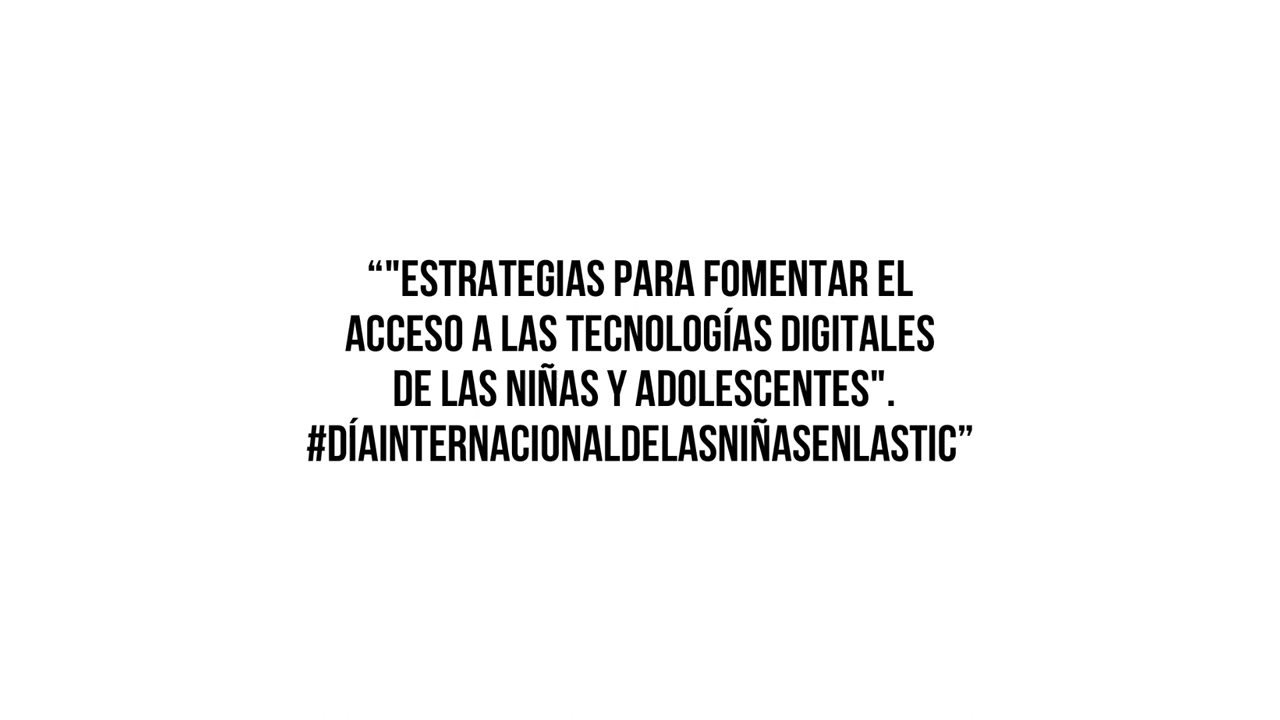 “"ESTRATEGIAS PARA FOMENTAR EL
ACCESO A LAS TECNOLOGÍAS DIGITALES
DE LAS NIÑAS Y ADOLESCENTES".
#DÍAINTERNACIONALDELASNIÑASENLASTIC”